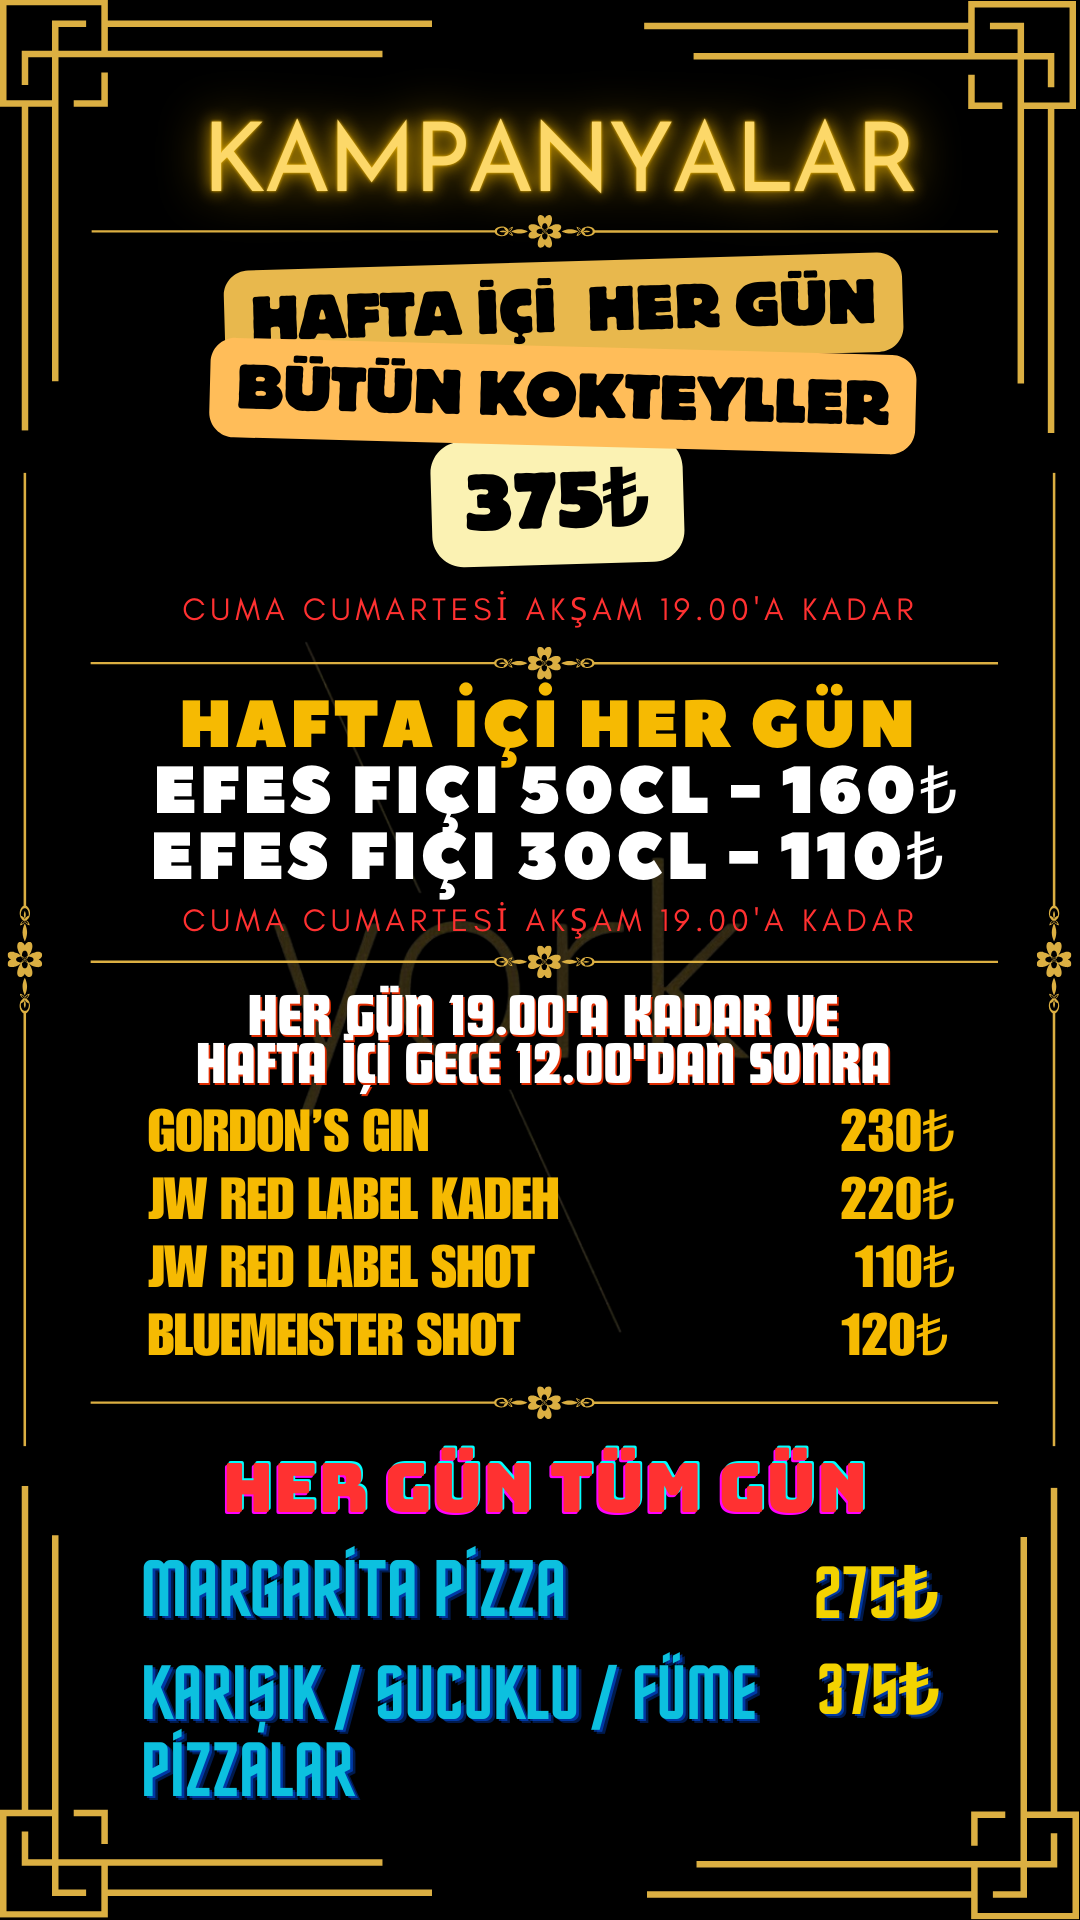 KAMPANYALAR
HAFTA İÇİ HER GÜN
BÜTÜN KOKTEYLLER
375₺
CUMA CUMARTESİ AKŞAM 19.00'A KADAR
HAFTA İÇİ HER GÜN
EFES FIÇI 50CL - 160₺
EFES FIÇI 30CL - 110₺
CUMA CUMARTESİ AKŞAM 19.00'A KADAR
york
HER GÜN 19.00'A KADAR VE
HAFTA İÇİ GECE 12.00'DAN SONRA
GORDON'S GIN 230₺
JW RED LABEL KADEH 220₺
JW RED LABEL SHOT 110₺
BLUEMEISTER SHOT 120₺
HER GÜN TÜM GÜN
MARGARİTA PİZZA 275₺
KARIŞIK / SUCUKLU / FÜME 375₺
PİZZALAR